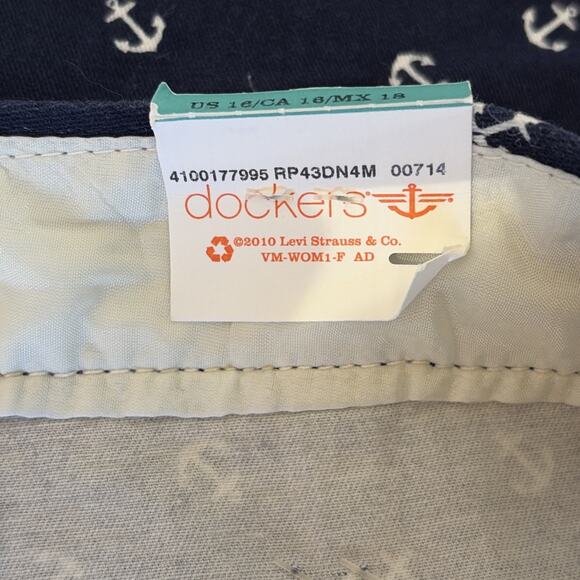 US 16/CA 16/MX 18
4100177995 RP43DN4M 00714
dockers®
©2010 Levi Strauss & Co.
VM-WOM1-F AD